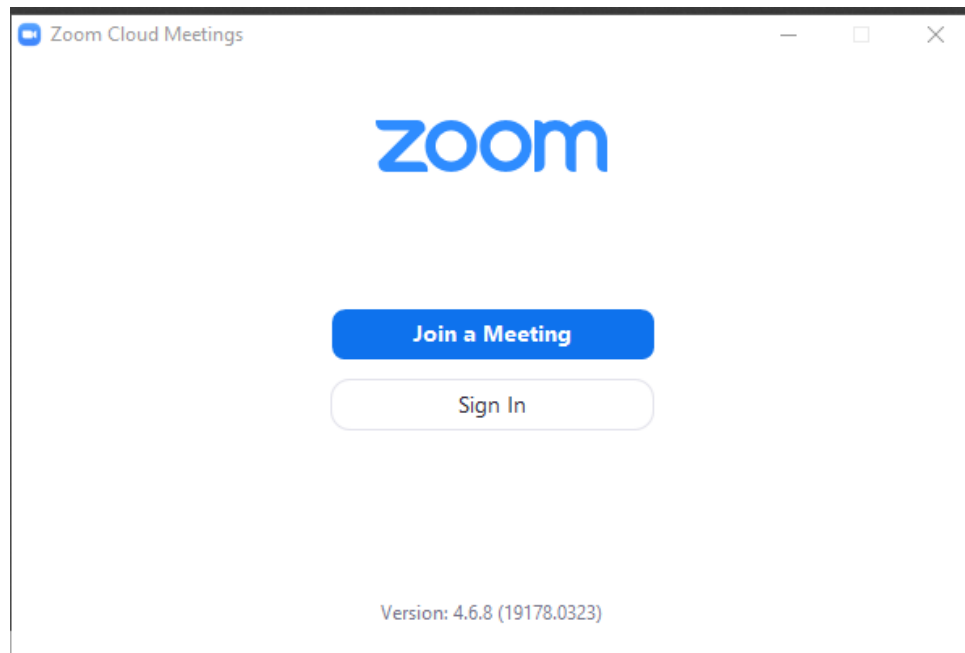 Zoom Cloud Meetings
zoom
Join a Meeting
Sign In
Version: 4.6.8 (19178.0323)